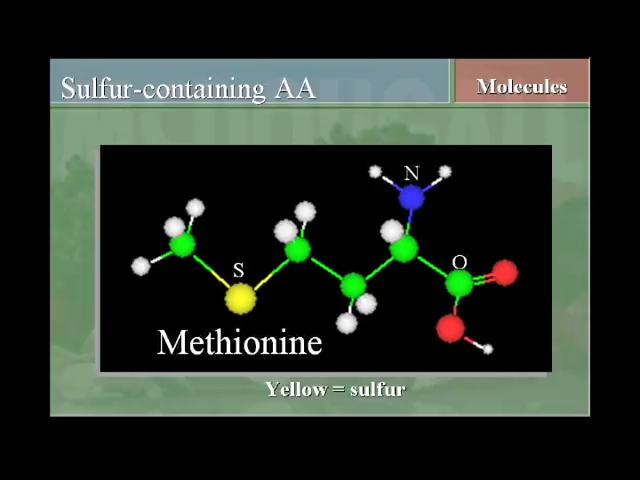 Sulfur-containing AA
Molecules
N
S
O
Methionine
Yellow = sulfur